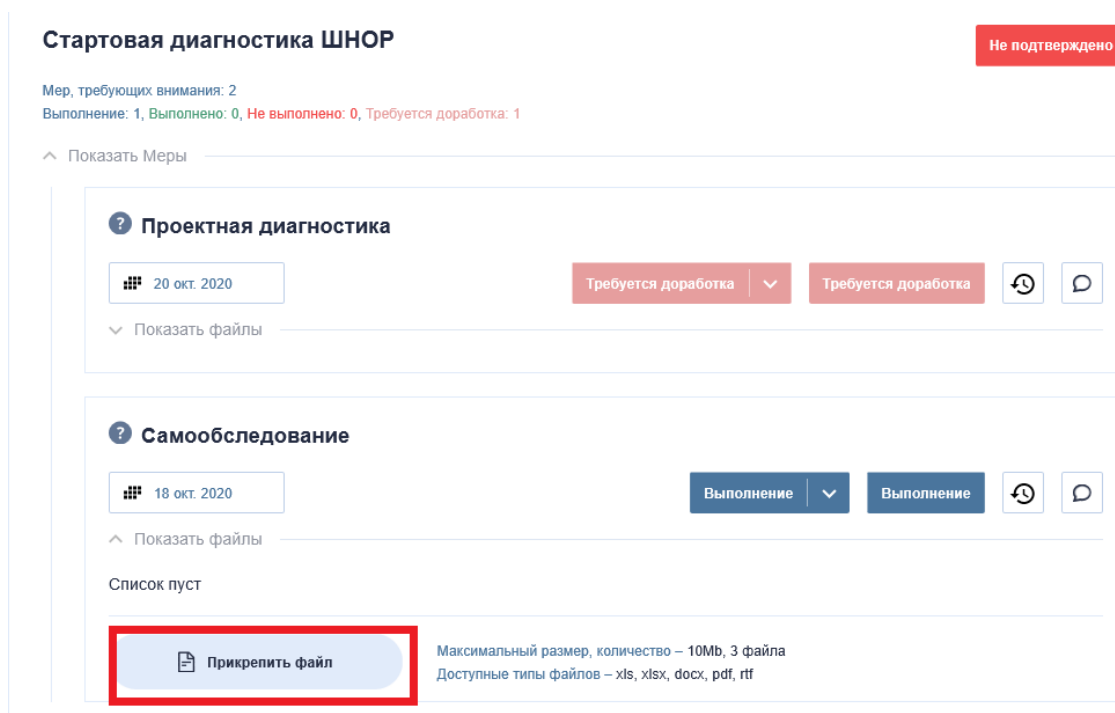 Стартовая диагностика ШНОР
Не подтверждено
Мер, требующих внимания: 2
Выполнение: 1, Выполнено: 0, Не выполнено: 0, Требуется доработка: 1
Показать Меры
? Проектная диагностика
20 окт. 2020
Требуется доработка
Требуется доработка
Показать файлы
? Самообследование
18 окт. 2020
Выполнение
Выполнение
Показать файлы
Список пуст
Прикрепить файл
Максимальный размер, количество – 10Mb, 3 файла
Доступные типы файлов – xls, xlsx, docx, pdf, rtf